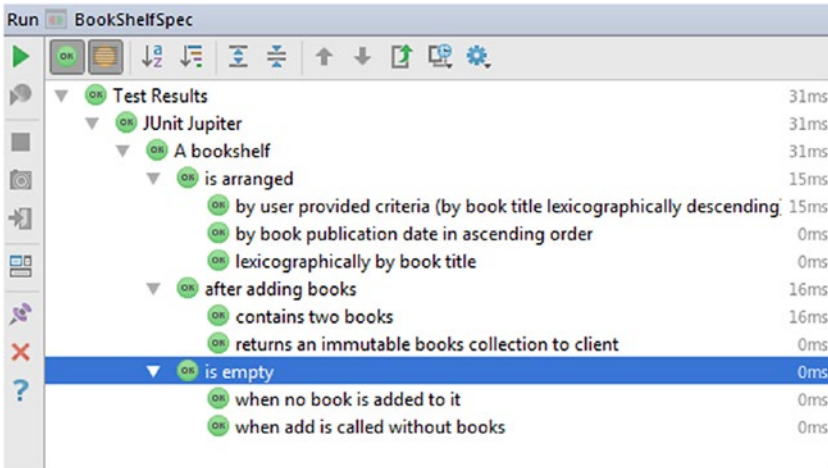 Run BookShelfSpec
OK
Test Results 31ms
JUnit Jupiter 31ms
A bookshelf 31ms
is arranged 15ms
by user provided criteria (by book title lexicographically descending) 15ms
by book publication date in ascending order 0ms
lexicographically by book title 0ms
after adding books 16ms
contains two books 16ms
returns an immutable books collection to client 0ms
is empty 0ms
when no book is added to it 0ms
when add is called without books 0ms